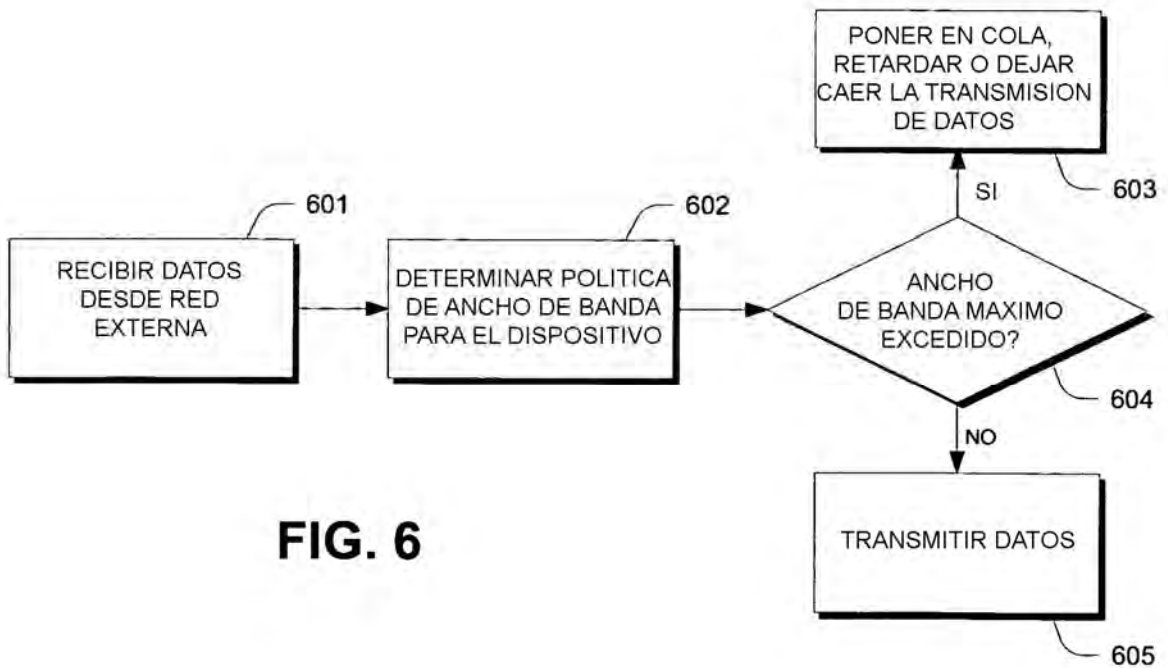 PONER EN COLA,
RETARDAR O DEJAR
CAER LA TRANSMISION
DE DATOS
603
SI
601
RECIBIR DATOS
DESDE RED
EXTERNA
602
DETERMINAR POLITICA
DE ANCHO DE BANDA
PARA EL DISPOSITIVO
ANCHO
DE BANDA MAXIMO
EXCEDIDO?
604
NO
TRANSMITIR DATOS
605
FIG. 6